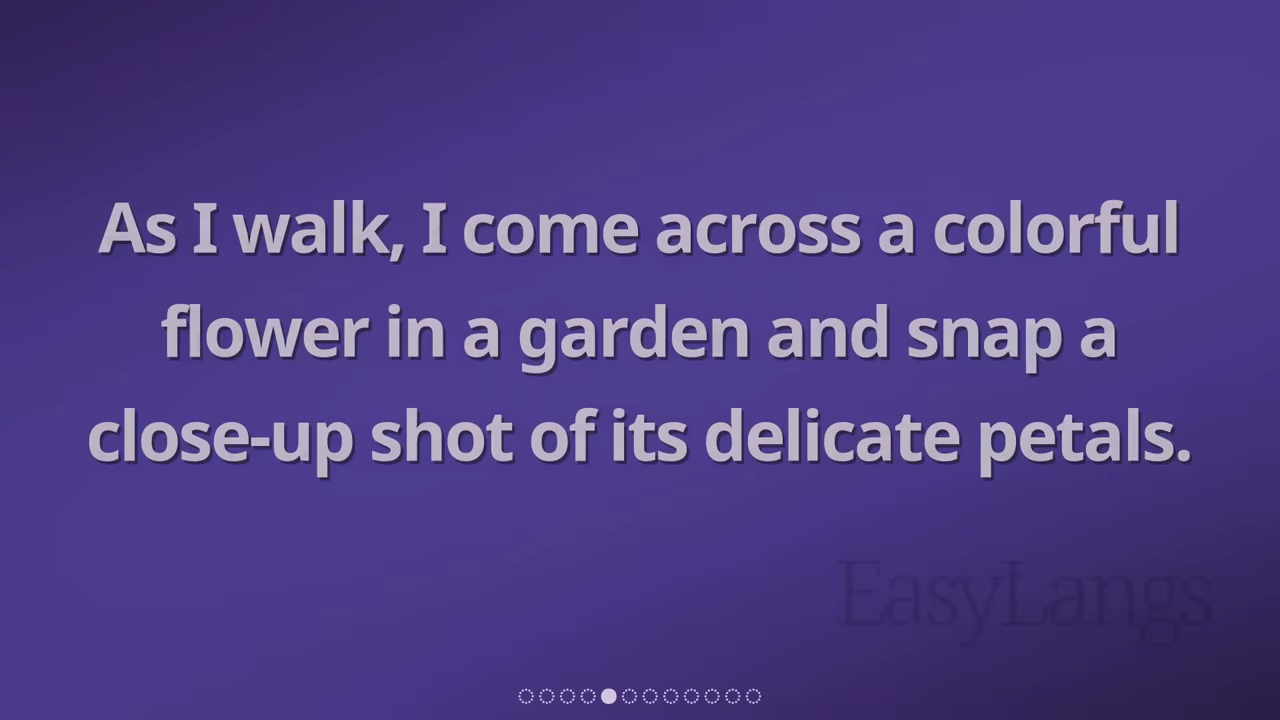 As I walk, I come across a colorful
flower in a garden and snap a
close-up shot of its delicate petals.
EasyLangs